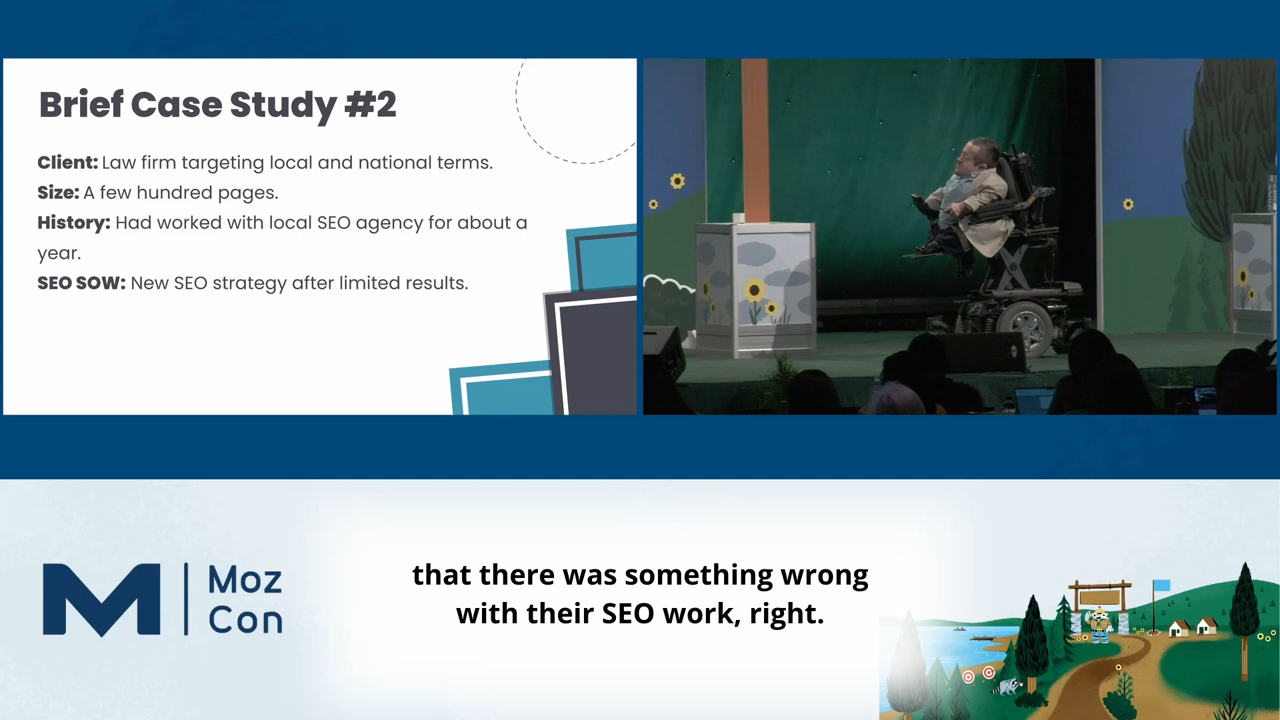 Brief Case Study #2
Client: Law firm targeting local and national terms.
Size: A few hundred pages.
History: Had worked with local SEO agency for about a
year.
SEO SOW: New SEO strategy after limited results.
that there was something wrong
with their SEO work, right.
M
Moz
Con